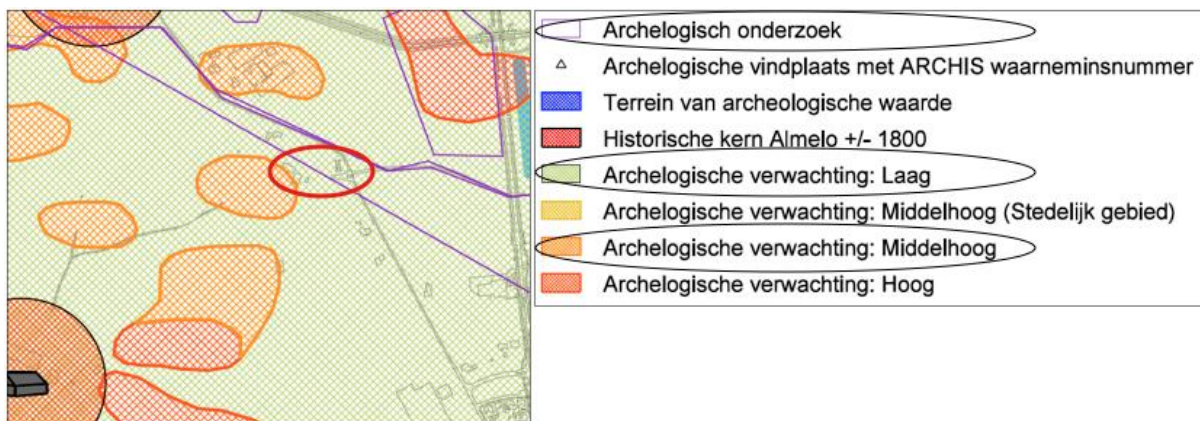 Archelogisch onderzoek
Archelogische vindplaats met ARCHIS waarneminsnummer
Terrein van archeologische waarde
Historische kern Almelo +/- 1800
Archelogische verwachting: Laag
Archelogische verwachting: Middelhoog (Stedelijk gebied)
Archelogische verwachting: Middelhoog
Archelogische verwachting: Hoog